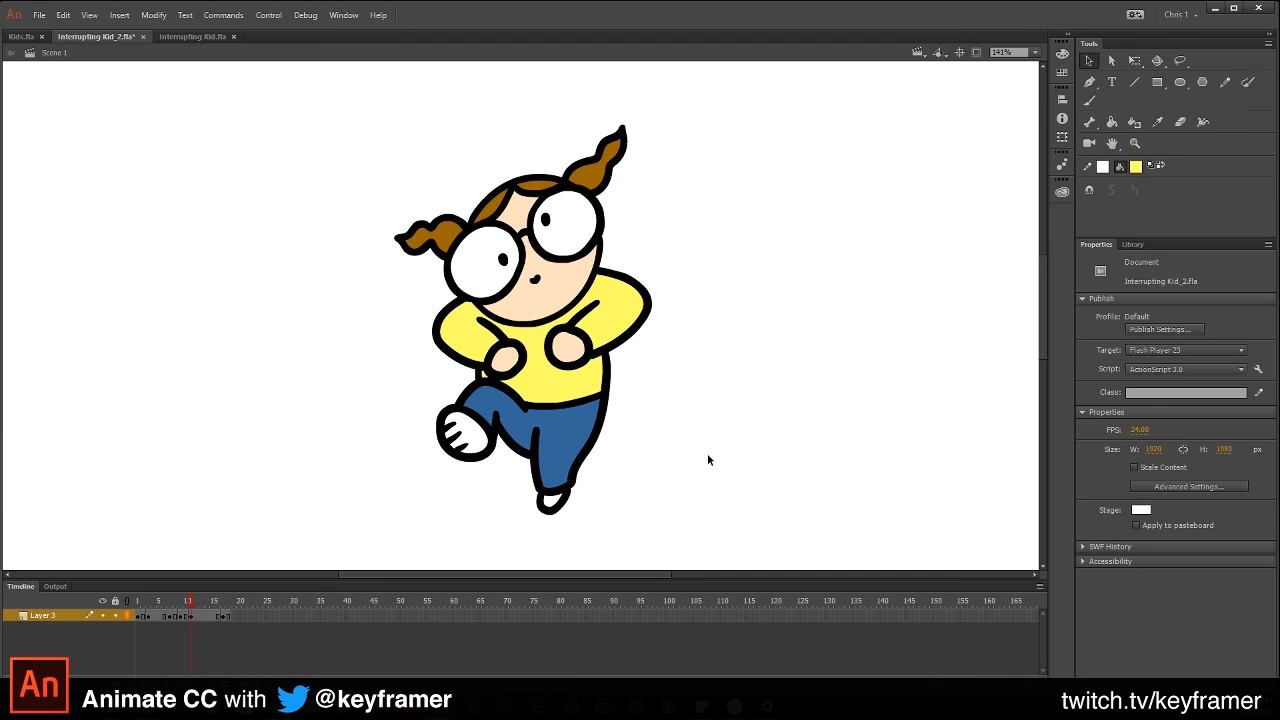 An File Edit View Insert Modify Text Commands Control Debug Window Help Chris 1
Kids.fla × Interrupting Kid_2.fla* × Interrupting Kid.fla ×
Scene 1 141%
Tools
Properties Library
Document
Interrupting Kid_2.fla
Publish
Profile: Default
Publish Settings...
Target: Flash Player 23
Script: ActionScript 3.0
Class:
Properties
FPS: 24.00
Size: W: 1920 H: 1080 px
Scale Content
Advanced Settings...
Stage:
Apply to pasteboard
SWF History
Accessibility
Timeline Output
1 5 10 15 20 25 30 35 40 45 50 55 60 65 70 75 80 85 90 95 100 105 110 115 120 125 130 135 140 145 150 155 160 165
Layer 3
An Animate CC with @keyframer twitch.tv/keyframer